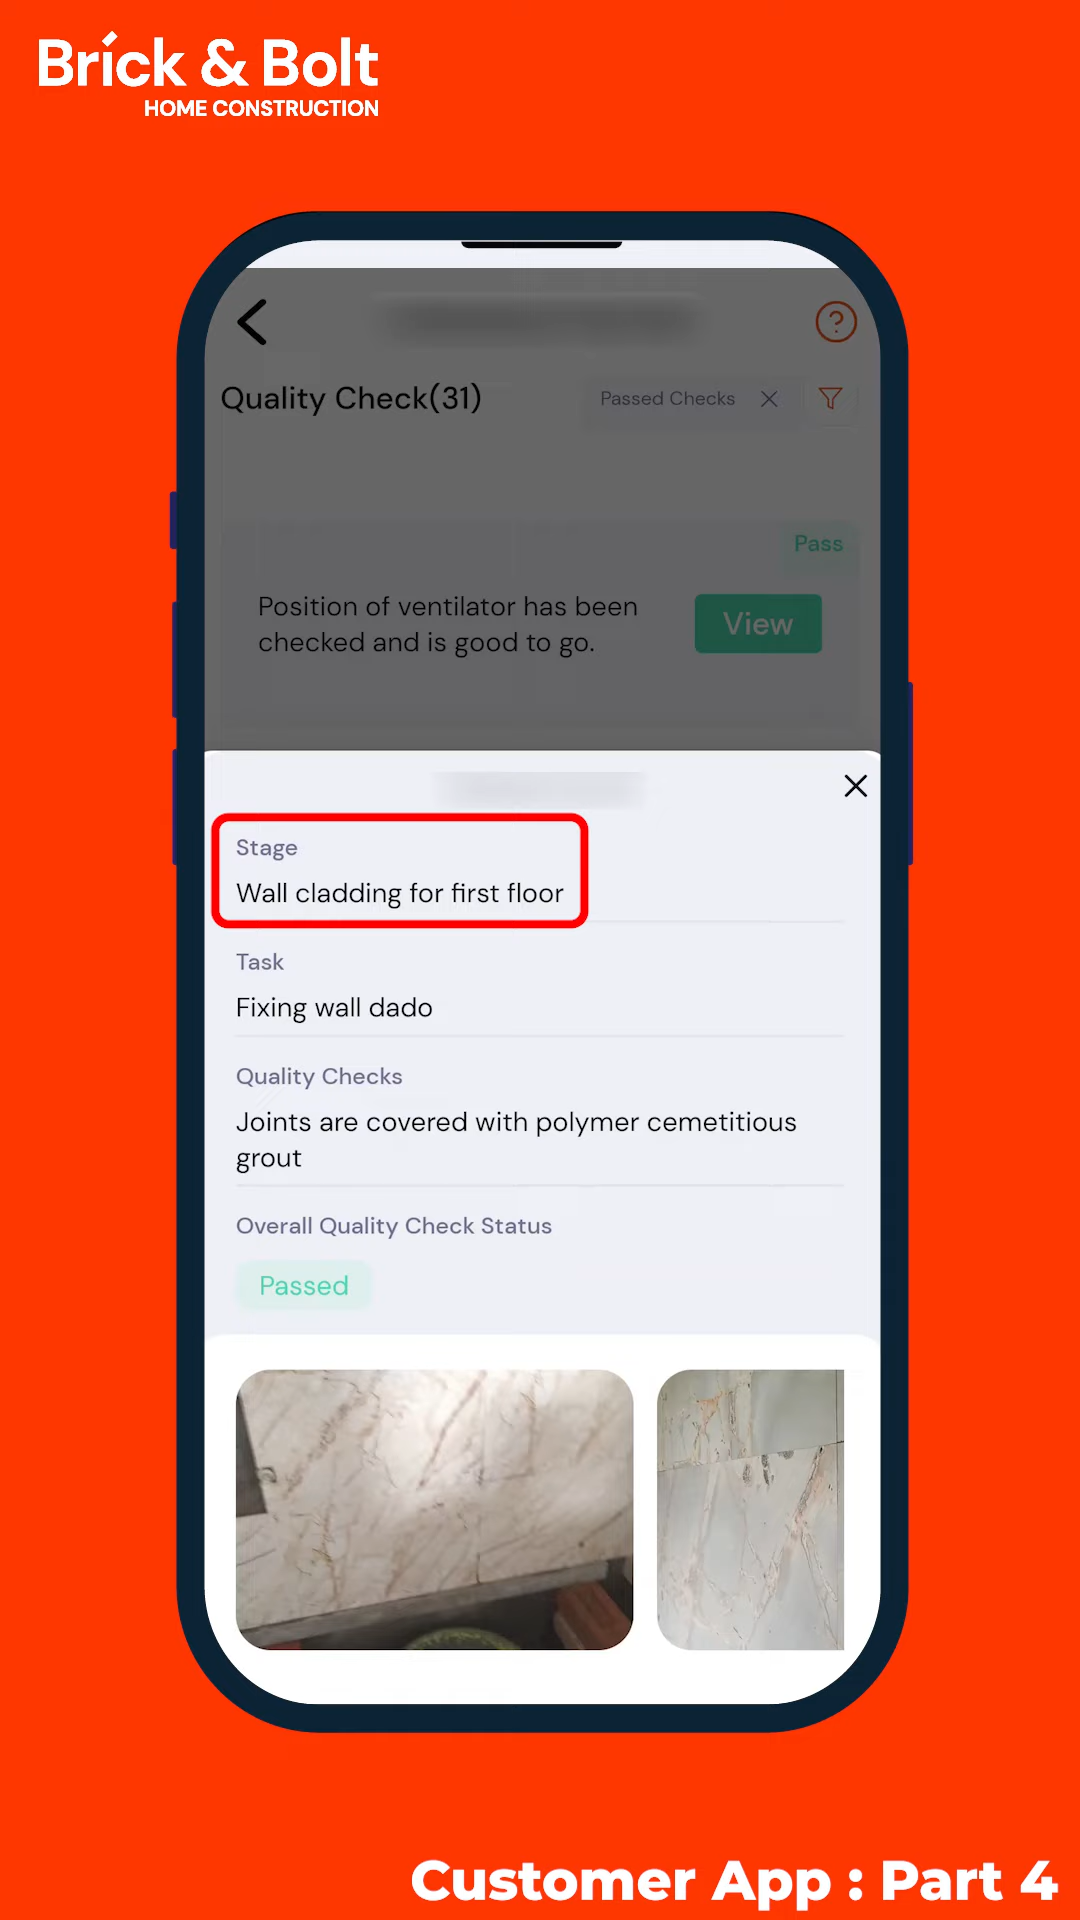 Brick & Bolt
HOME CONSTRUCTION
Quality Check(31)
Passed Checks
Pass
Position of ventilator has been
checked and is good to go.
View
Stage
Wall cladding for first floor
Task
Fixing wall dado
Quality Checks
Joints are covered with polymer cemetitious
grout
Overall Quality Check Status
Passed
Customer App : Part 4